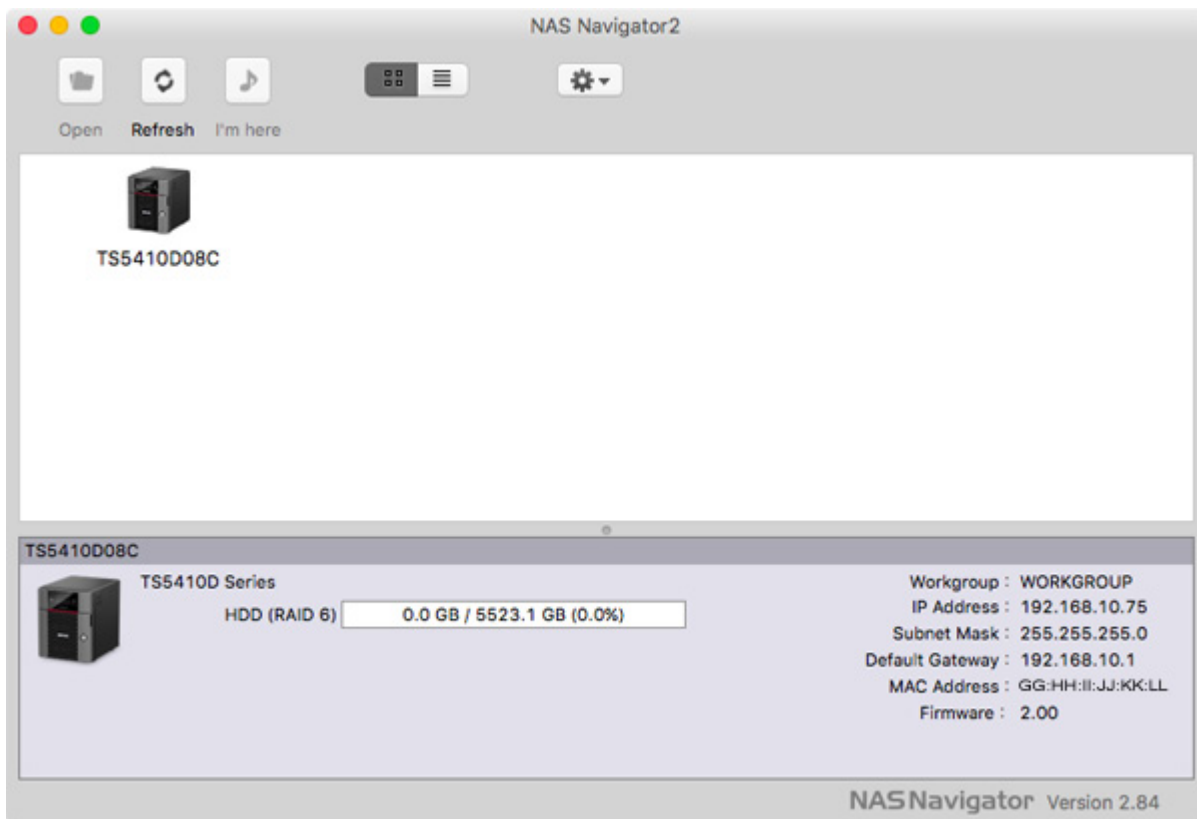 NAS Navigator2
Open Refresh I'm here
TS5410D08C
TS5410D08C
TS5410D Series
HDD (RAID 6) 0.0 GB / 5523.1 GB (0.0%)
Workgroup : WORKGROUP
IP Address : 192.168.10.75
Subnet Mask : 255.255.255.0
Default Gateway : 192.168.10.1
MAC Address : GG:HH:II:JJ:KK:LL
Firmware : 2.00
NASNavigator Version 2.84